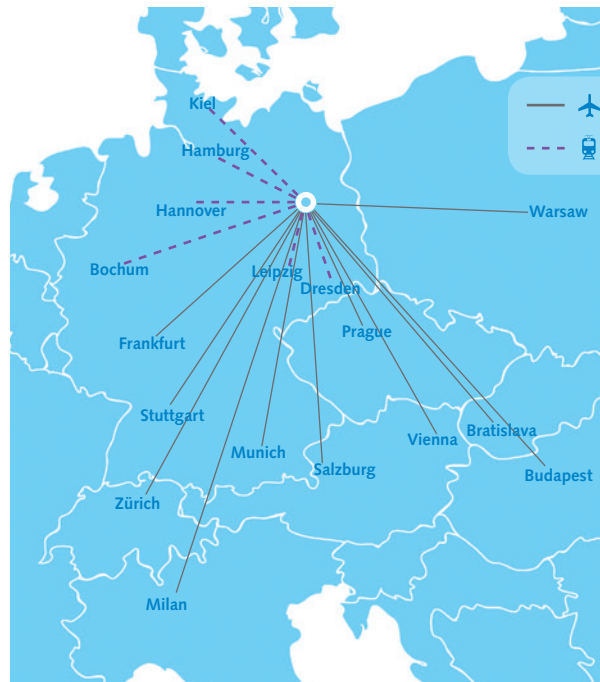 Kiel
Hamburg
Hannover
Warsaw
Bochum
Leipzig
Dresden
Frankfurt
Prague
Stuttgart
Munich
Salzburg
Vienna
Bratislava
Budapest
Zürich
Milan